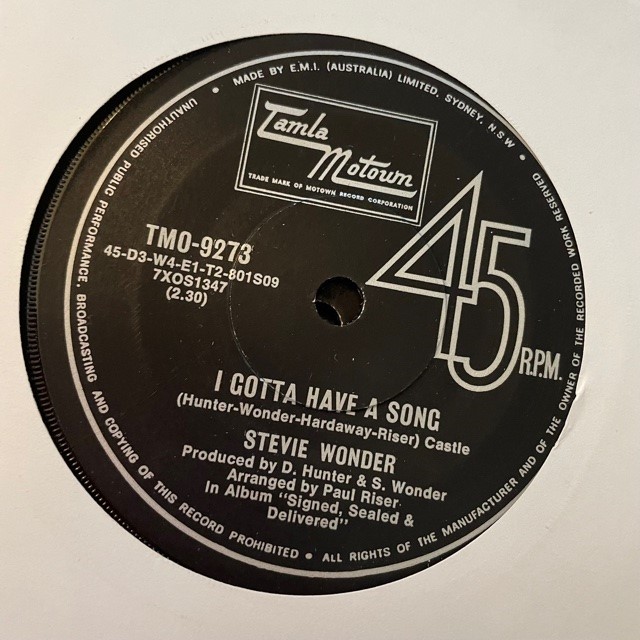 MADE BY E.M.I. (AUSTRALIA) LIMITED, SYDNEY, N S W •
Tamla
Motown
TRADE MARK OF MOTOWN RECORD CORPORATION
45
R.P.M.
TMO-9273
45-D3-W4-E1-T2-801S09
7XOS1347
(2.30)
I GOTTA HAVE A SONG
(Hunter-Wonder-Hardaway-Riser) Castle
STEVIE WONDER
Produced by D. Hunter & S. Wonder
Arranged by Paul Riser
In Album "Signed, Sealed &
Delivered"
UNAUTHORISED PUBLIC PERFORMANCE, BROADCASTING AND COPYING OF THIS RECORD PROHIBITED • ALL RIGHTS OF THE MANUFACTURER AND OF THE OWNER OF THE RECORDED WORK RESERVED